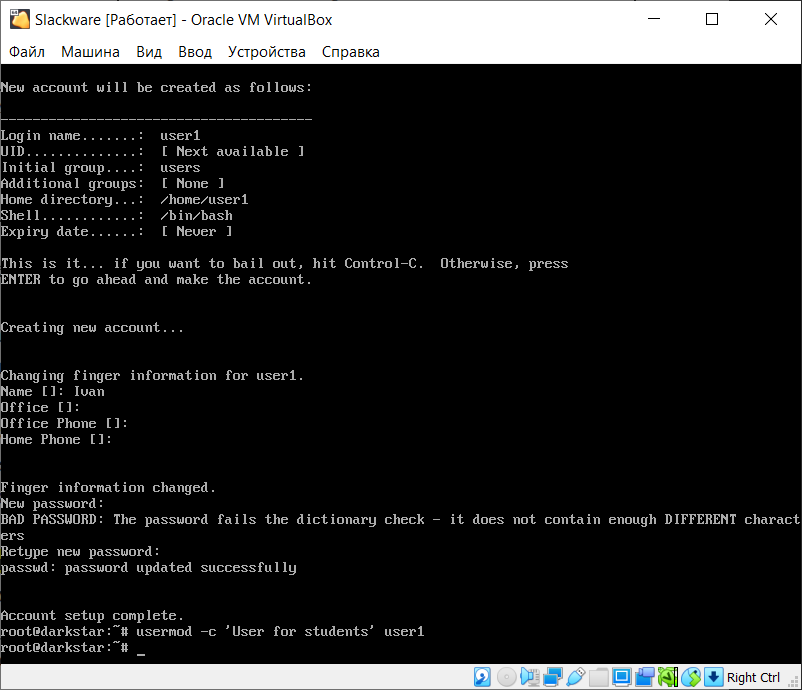 Slackware [Работает] - Oracle VM VirtualBox
Файл Машина Вид Ввод Устройства Справка
New account will be created as follows:
---------------------------------------
Login name.......:  user1
UID..............:  [ Next available ]
Initial group....:  users
Additional groups:  [ None ]
Home directory...:  /home/user1
Shell............:  /bin/bash
Expiry date......:  [ Never ]
This is it... if you want to bail out, hit Control-C.  Otherwise, press
ENTER to go ahead and make the account.
Creating new account...
Changing finger information for user1.
Name []: Ivan
Office []:
Office Phone []:
Home Phone []:
Finger information changed.
New password:
BAD PASSWORD: The password fails the dictionary check - it does not contain enough DIFFERENT charact
ers
Retype new password:
passwd: password updated successfully
Account setup complete.
root@darkstar:~# usermod -c 'User for students' user1
root@darkstar:~# _
Right Ctrl